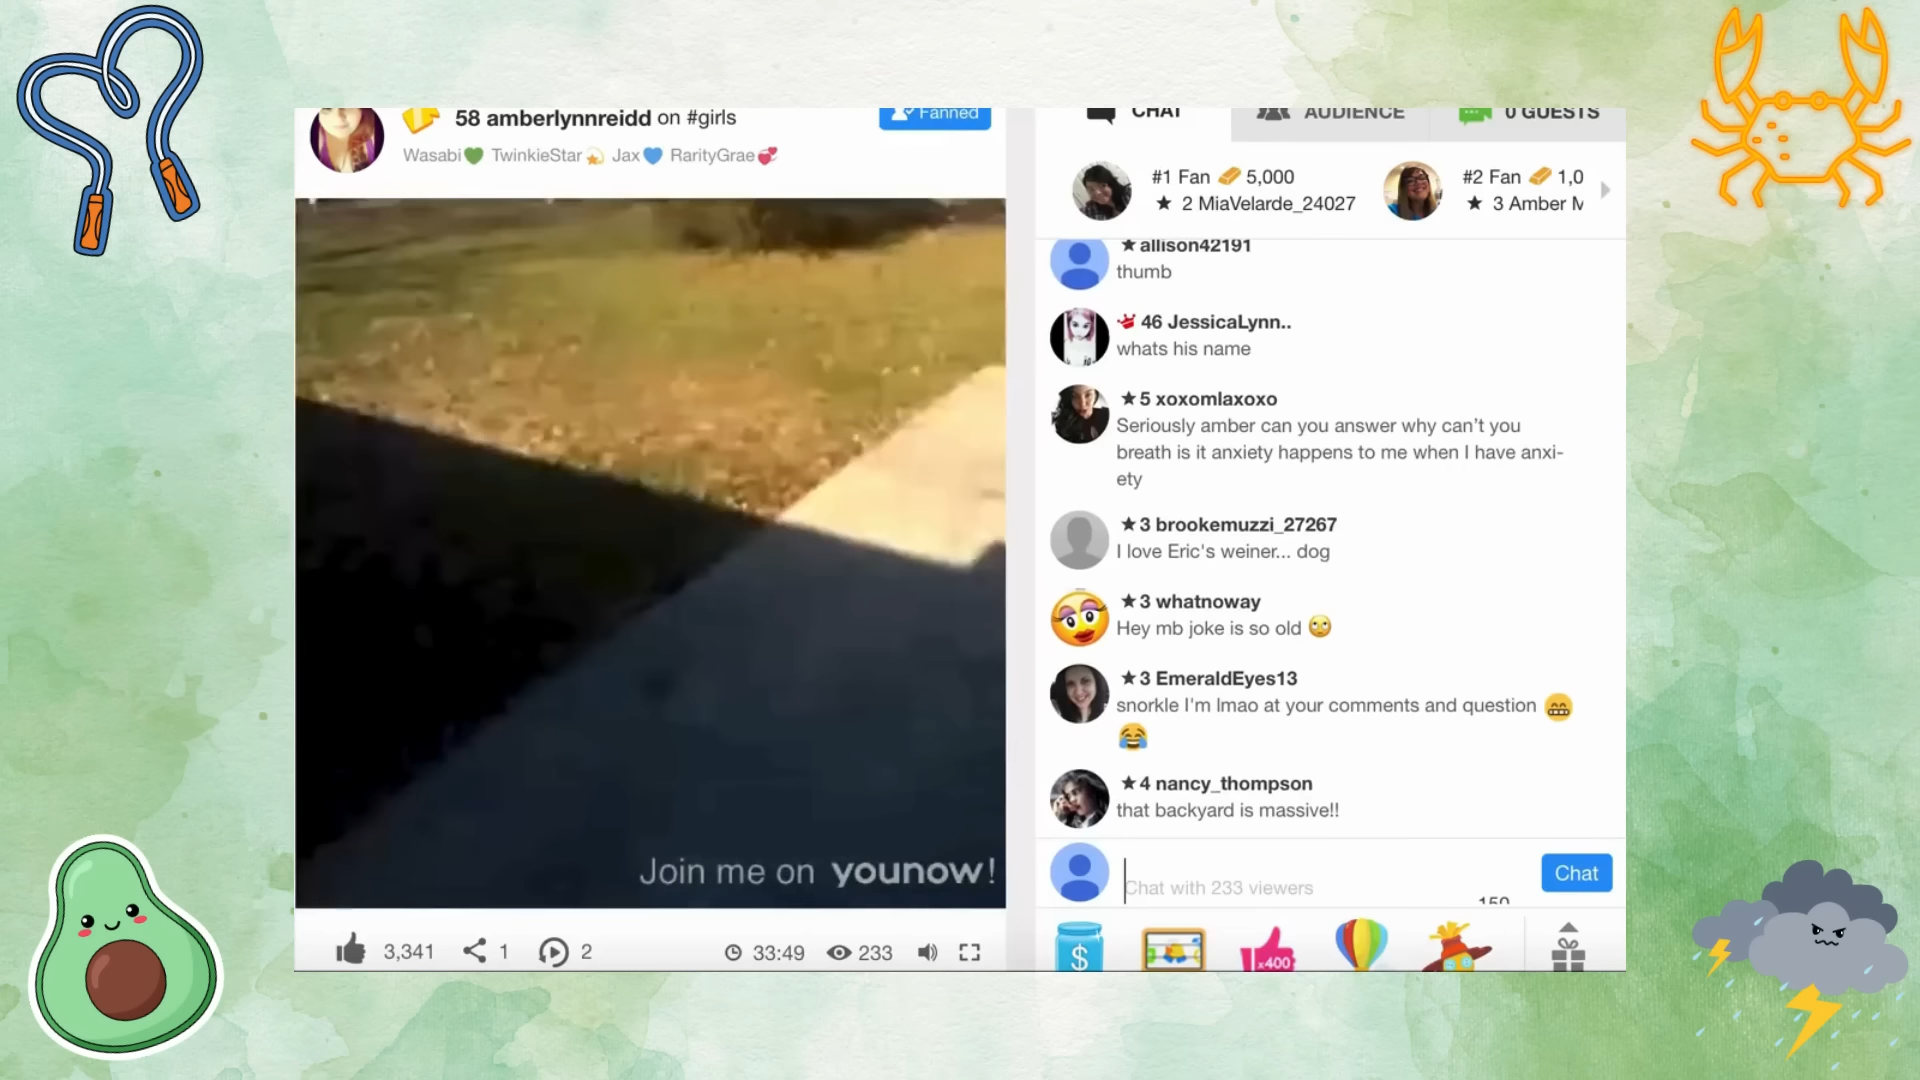 58 amberlynnreidd on #girls
Wasabi💚 TwinkieStar💫 Jax💙 RarityGrae💞
Fanned
CHAT
AUDIENCE
0 GUESTS
#1 Fan 5,000
★ 2 MiaVelarde_24027
#2 Fan 1,0
★ 3 Amber M
★ allison42191
thumb
46 JessicaLynn..
whats his name
★ 5 xoxomlaxoxo
Seriously amber can you answer why can't you
breath is it anxiety happens to me when I have anxi-
ety
★ 3 brookemuzzi_27267
I love Eric's weiner... dog
★ 3 whatnoway
Hey mb joke is so old 🙄
★ 3 EmeraldEyes13
snorkle I'm lmao at your comments and question 😁
😂
★ 4 nancy_thompson
that backyard is massive!!
Chat with 233 viewers
150
Chat
Join me on younow!
3,341
1
2
33:49
233
$
x400